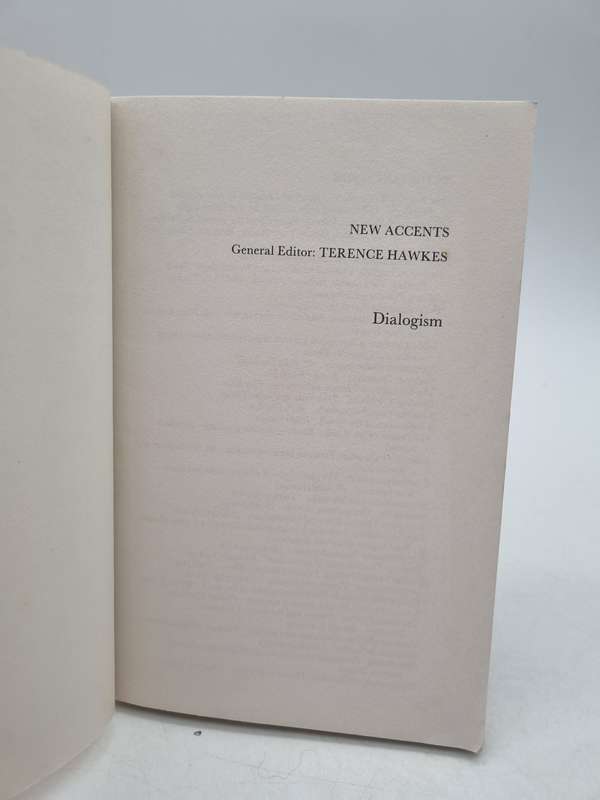 NEW ACCENTS
General Editor: TERENCE HAWKES
Dialogism